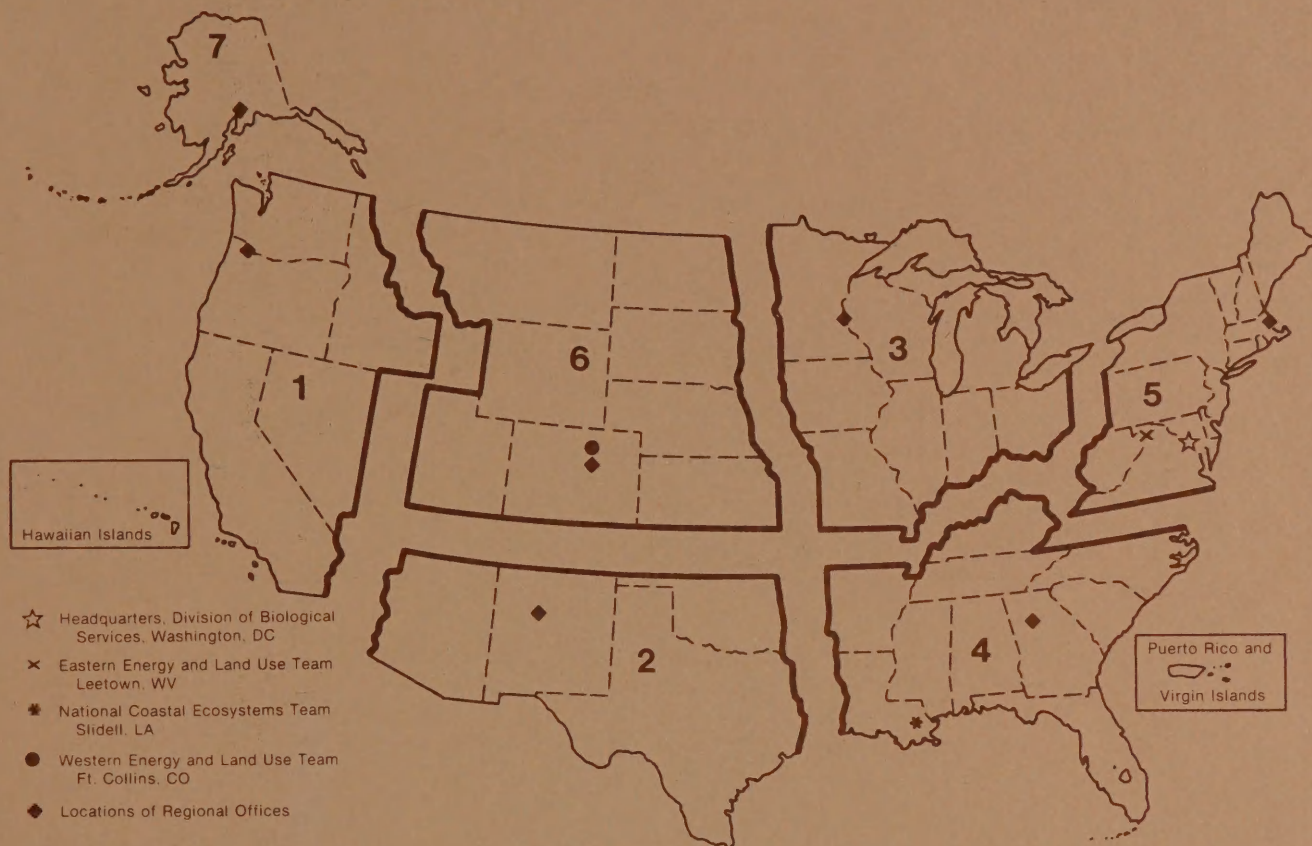 7
6
3
1
5
Hawaiian Islands
2
4
Puerto Rico and
Virgin Islands
Headquarters, Division of Biological
Services, Washington, DC
Eastern Energy and Land Use Team
Leetown, WV
National Coastal Ecosystems Team
Slidell, LA
Western Energy and Land Use Team
Ft. Collins, CO
Locations of Regional Offices